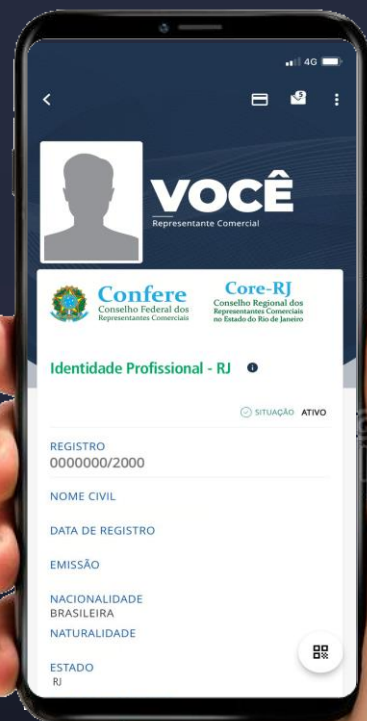 4G
5
VOCÊ
Representante Comercial
Confere
Conselho Federal dos
Representantes Comerciais
Core-RJ
Conselho Regional dos
Representantes Comerciais
no Estado do Rio de Janeiro
Identidade Profissional - RJ
SITUAÇÃO ATIVO
REGISTRO
0000000/2000
NOME CIVIL
DATA DE REGISTRO
EMISSÃO
NACIONALIDADE
BRASILEIRA
NATURALIDADE
ESTADO
RJ